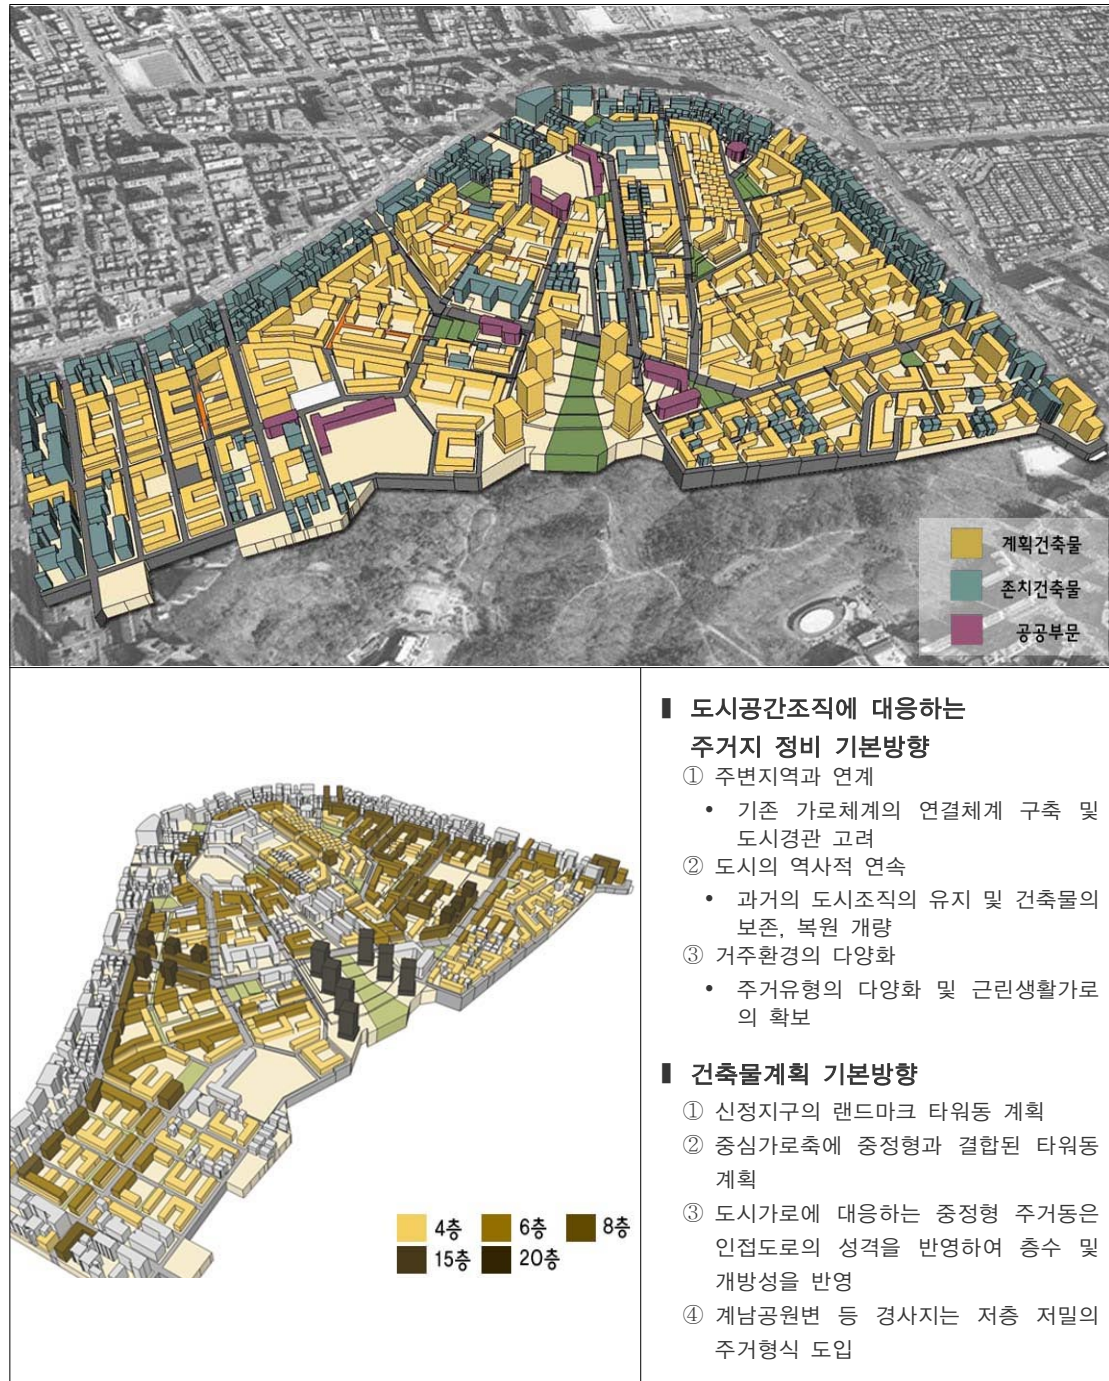 계획건축물
존치건축물
공공부문
4층 6층 8층
15층 20층
▌ 도시공간조직에 대응하는
주거지 정비 기본방향
① 주변지역과 연계
• 기존 가로체계의 연결체계 구축 및
도시경관 고려
② 도시의 역사적 연속
• 과거의 도시조직의 유지 및 건축물의
보존, 복원 개량
③ 거주환경의 다양화
• 주거유형의 다양화 및 근린생활가로
의 확보
▌ 건축물계획 기본방향
① 신정지구의 랜드마크 타워동 계획
② 중심가로축에 중정형과 결합된 타워동
계획
③ 도시가로에 대응하는 중정형 주거동은
인접도로의 성격을 반영하여 층수 및
개방성을 반영
④ 계남공원변 등 경사지는 저층 저밀의
주거형식 도입